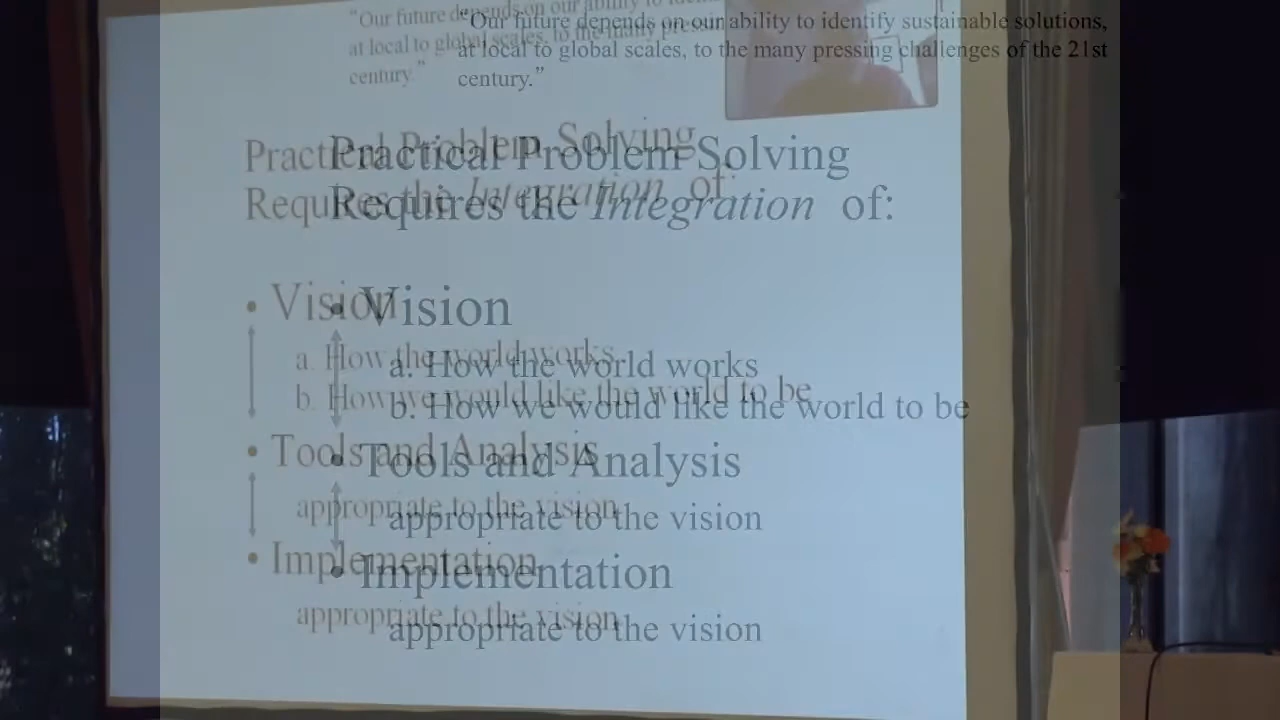 "Our future depends on our ability to identify sustainable solutions,
at local to global scales, to the many pressing challenges of the 21st
century."
Practical Problem Solving
Requires the Integration of:
• Vision
a. How the world works
b. How we would like the world to be
• Tools and Analysis
appropriate to the vision
• Implementation
appropriate to the vision